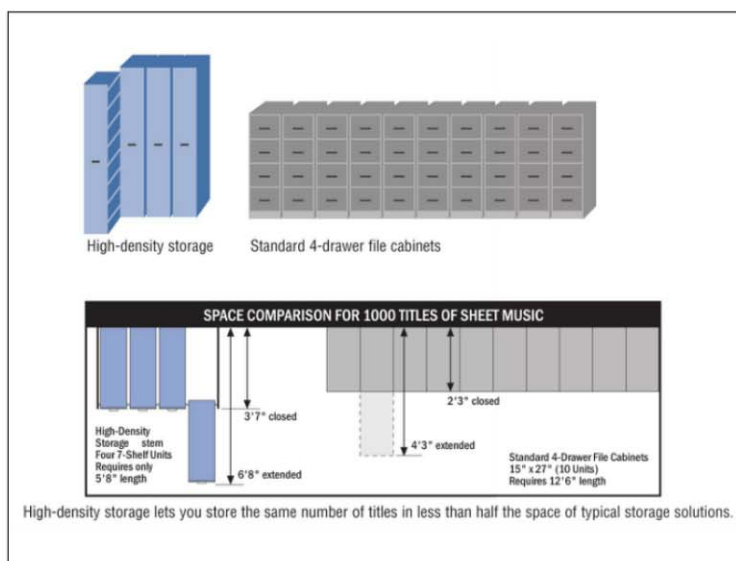 High-density storage
Standard 4-drawer file cabinets
SPACE COMPARISON FOR 1000 TITLES OF SHEET MUSIC
3'7" closed
2'3" closed
High-Density
Storage stem
Four 7-Shelf Units
Requires only
5'8" length
6'8" extended
4'3" extended
Standard 4-Drawer File Cabinets
15" x 27" (10 Units)
Requires 12'6" length
High-density storage lets you store the same number of titles in less than half the space of typical storage solutions.